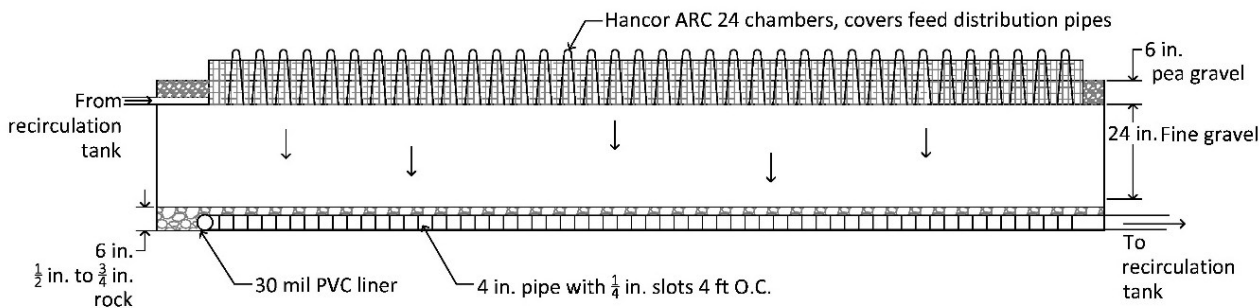 Hancor ARC 24 chambers, covers feed distribution pipes
6 in.
pea gravel
From
recirculation
tank
24 in. Fine gravel
6 in.
½ in. to ¾ in.
rock
30 mil PVC liner
4 in. pipe with ¼ in. slots 4 ft O.C.
To
recirculation
tank